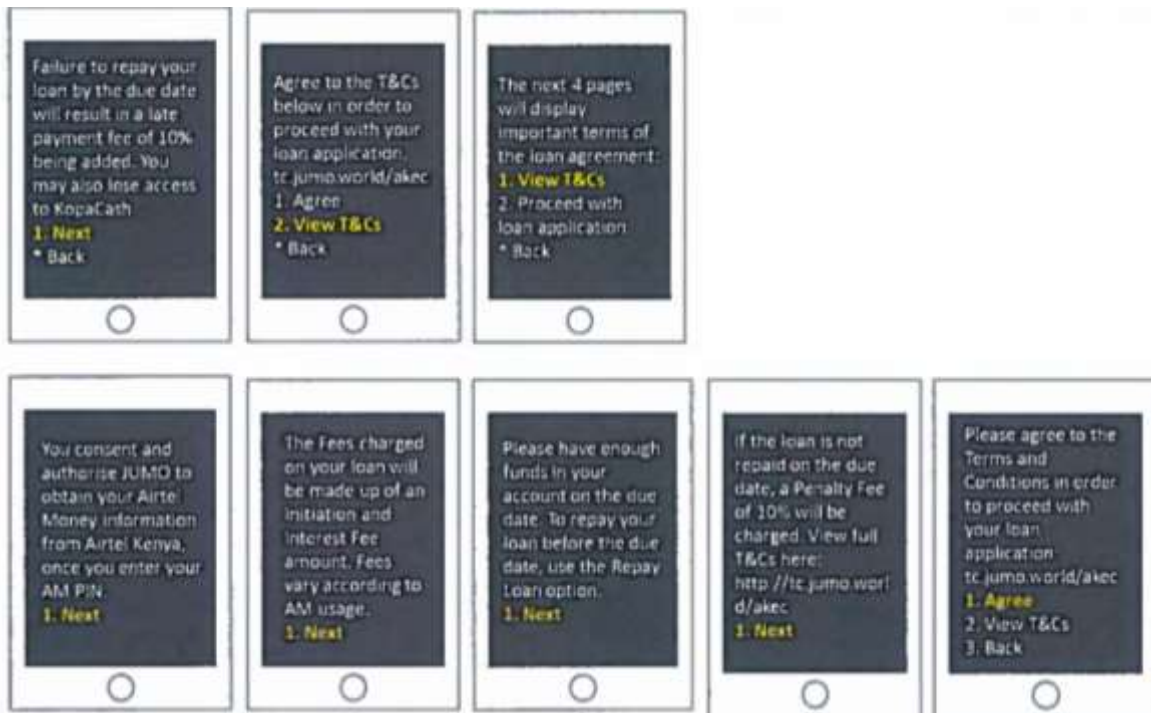 Failure to repay your
loan by the due date
will result in a late
payment fee of 10%
being added. You
may also lose access
to KopaCash
1. Next
* Back
Agree to the T&Cs
below in order to
proceed with your
loan application.
tc.jumo.world/akec
1. Agree
2. View T&Cs
* Back
The next 4 pages
will display
important terms of
the loan agreement:
1. View T&Cs
2. Proceed with
loan application
* Back
You consent and
authorise JUMO to
obtain your Airtel
Money information
from Airtel Kenya,
once you enter your
AM PIN.
1. Next
The Fees charged
on your loan will
be made up of an
Initiation and
Interest Fee
amount. Fees
vary according to
AM usage.
1. Next
Please have enough
funds in your
account on the due
date. To repay your
loan before the due
date, use the Repay
Loan option.
1. Next
If the loan is not
repaid on the due
date, a Penalty Fee
of 10% will be
charged. View full
T&Cs here:
http://tc.jumo.worl
d/akec
1. Next
Please agree to the
Terms and
Conditions in order
to proceed with
your loan
application
tc.jumo.world/akec
1. Agree
2. View T&Cs
3. Back